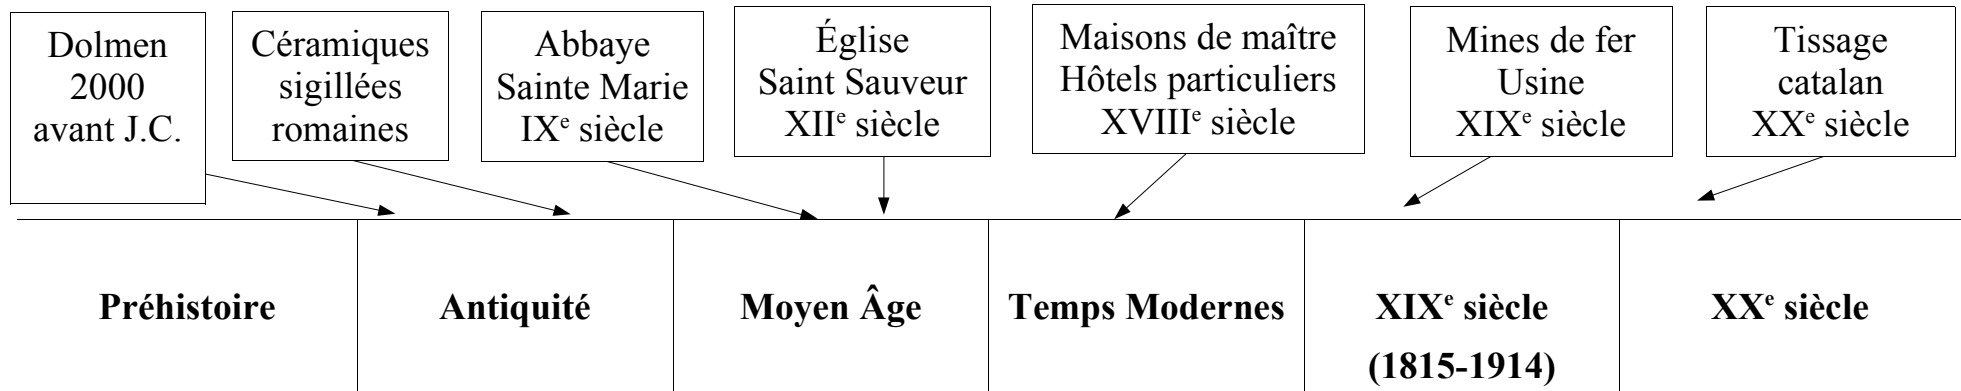 Dolmen
2000
avant J.C.
Céramiques
sigillées
romaines
Abbaye
Sainte Marie
IXe siècle
Église
Saint Sauveur
XIIe siècle
Maisons de maître
Hôtels particuliers
XVIIIe siècle
Mines de fer
Usine
XIXe siècle
Tissage
catalan
XXe siècle
Préhistoire
Antiquité
Moyen Âge
Temps Modernes
XIXe siècle
(1815-1914)
XXe siècle